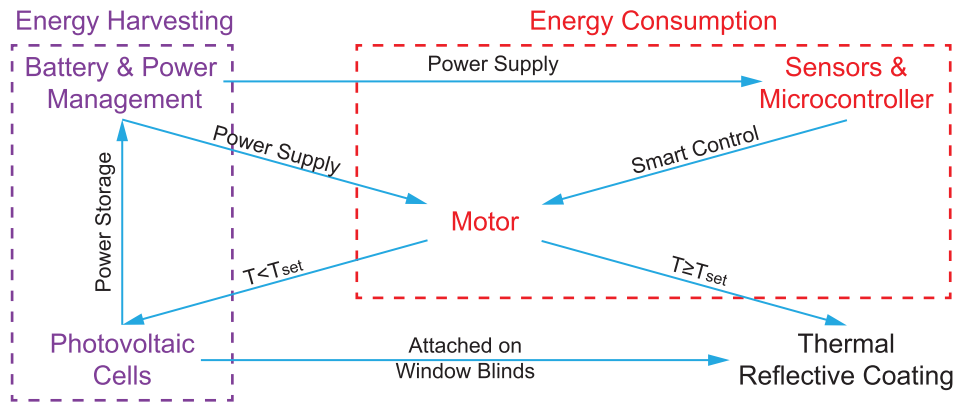 Energy Harvesting
Energy Consumption
Battery & Power
Management
Power Supply
Sensors &
Microcontroller
Power Supply
Smart Control
Power Storage
Motor
T<Tset
T≥Tset
Photovoltaic
Cells
Attached on
Window Blinds
Thermal
Reflective Coating